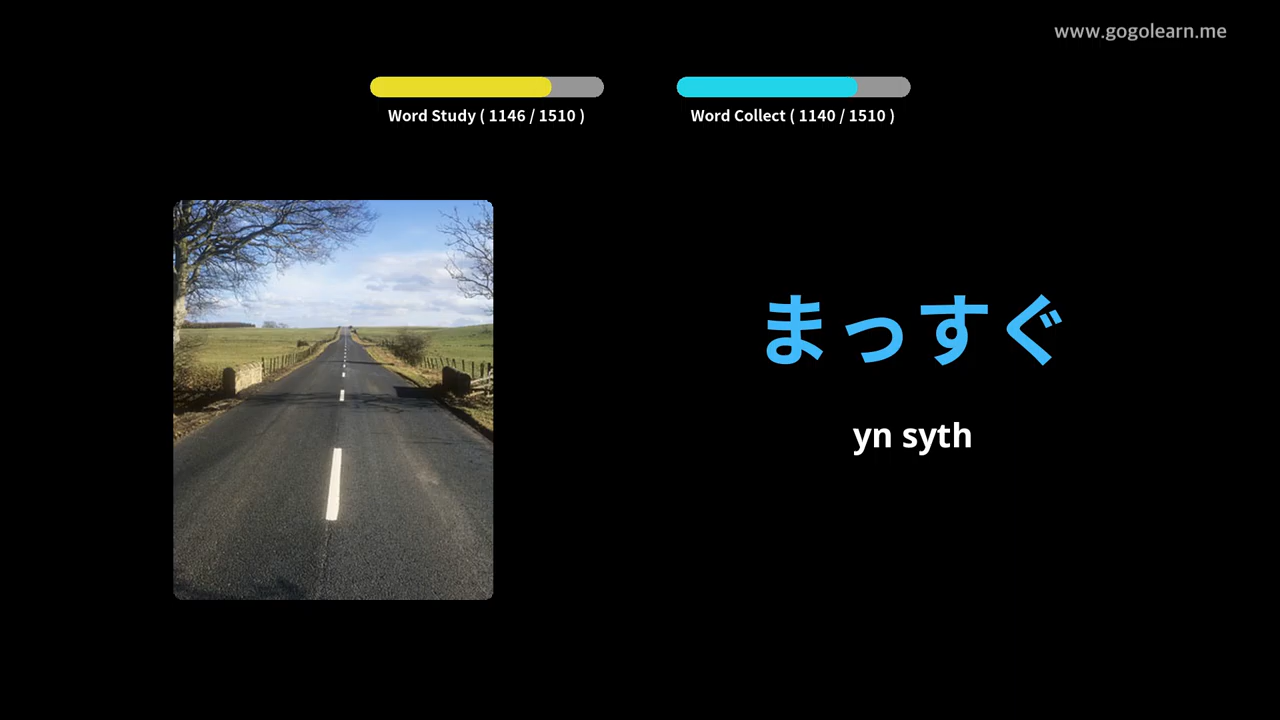 www.gogolearn.me
Word Study ( 1146 / 1510 )
Word Collect ( 1140 / 1510 )
まっすぐ
yn syth